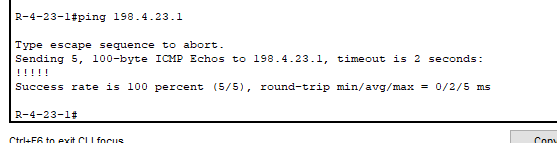 R-4-23-1#ping 198.4.23.1
Type escape sequence to abort.
Sending 5, 100-byte ICMP Echos to 198.4.23.1, timeout is 2 seconds:
!!!!!
Success rate is 100 percent (5/5), round-trip min/avg/max = 0/2/5 ms
R-4-23-1#
Ctrl+F6 to exit CLI focus
Copy